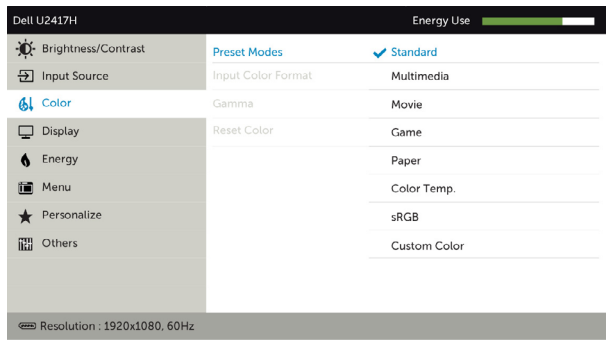 Dell U2417H
Energy Use
Brightness/Contrast
Input Source
Color
Display
Energy
Menu
Personalize
Others
Preset Modes
Input Color Format
Gamma
Reset Color
Standard
Multimedia
Movie
Game
Paper
Color Temp.
sRGB
Custom Color
Resolution : 1920x1080, 60Hz